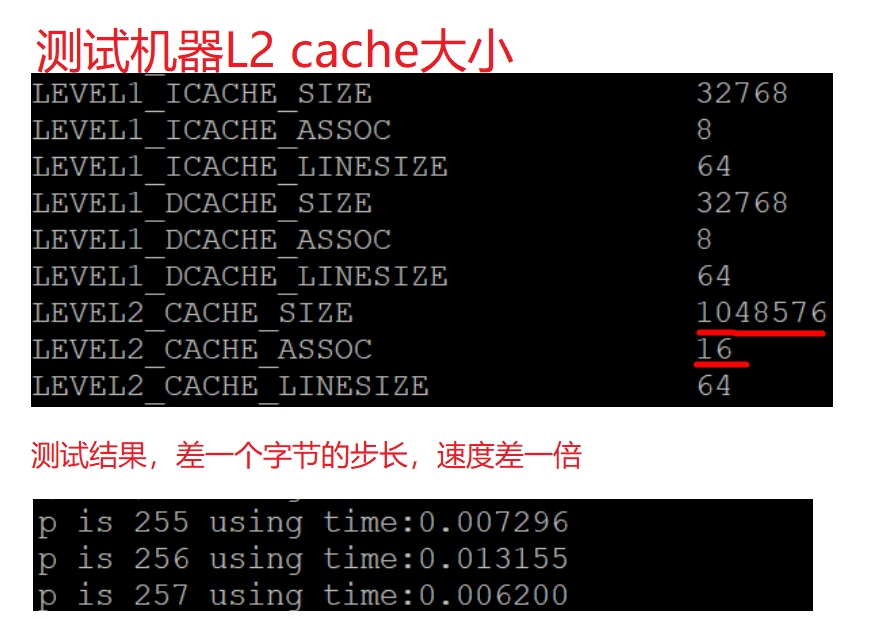 测试机器L2 cache大小
LEVEL1_ICACHE_SIZE 32768
LEVEL1_ICACHE_ASSOC 8
LEVEL1_ICACHE_LINESIZE 64
LEVEL1_DCACHE_SIZE 32768
LEVEL1_DCACHE_ASSOC 8
LEVEL1_DCACHE_LINESIZE 64
LEVEL2_CACHE_SIZE 1048576
LEVEL2_CACHE_ASSOC 16
LEVEL2_CACHE_LINESIZE 64
测试结果，差一个字节的步长，速度差一倍
p is 255 using time:0.007296
p is 256 using time:0.013155
p is 257 using time:0.006200